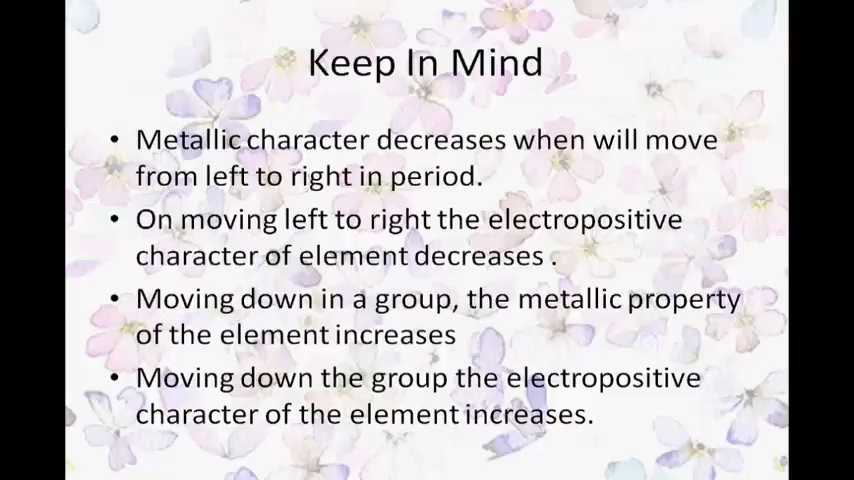 Keep In Mind
• Metallic character decreases when will move
from left to right in period.
• On moving left to right the electropositive
character of element decreases .
• Moving down in a group, the metallic property
of the element increases
• Moving down the group the electropositive
character of the element increases.